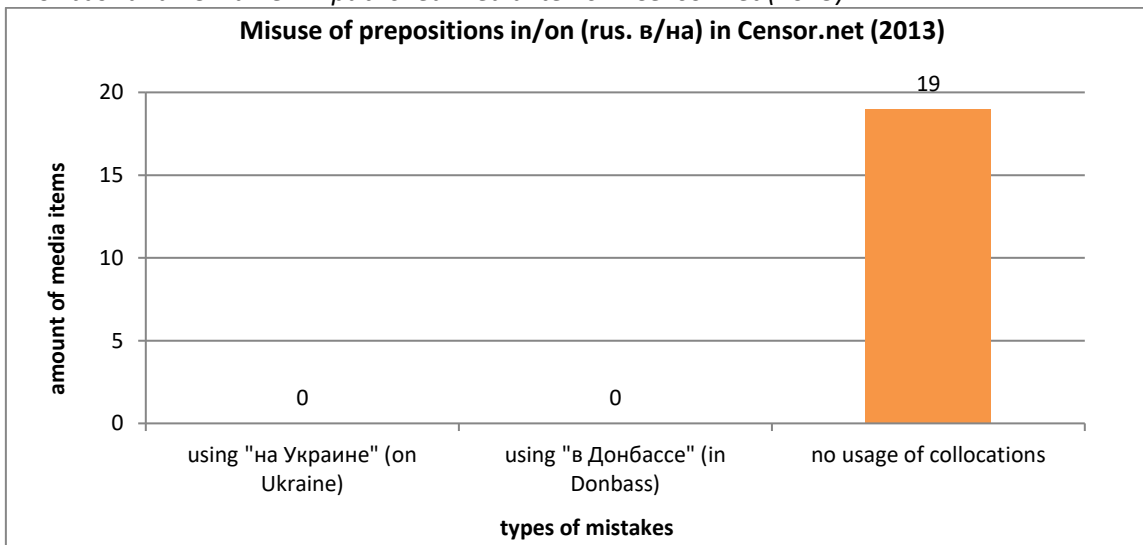 Misuse of prepositions in/on (rus. в/на) in Censor.net (2013)
amount of media items
20
15
10
5
0
0
0
19
using "на Украине" (on
Ukraine)
using "в Донбассе" (in
Donbass)
no usage of collocations
types of mistakes